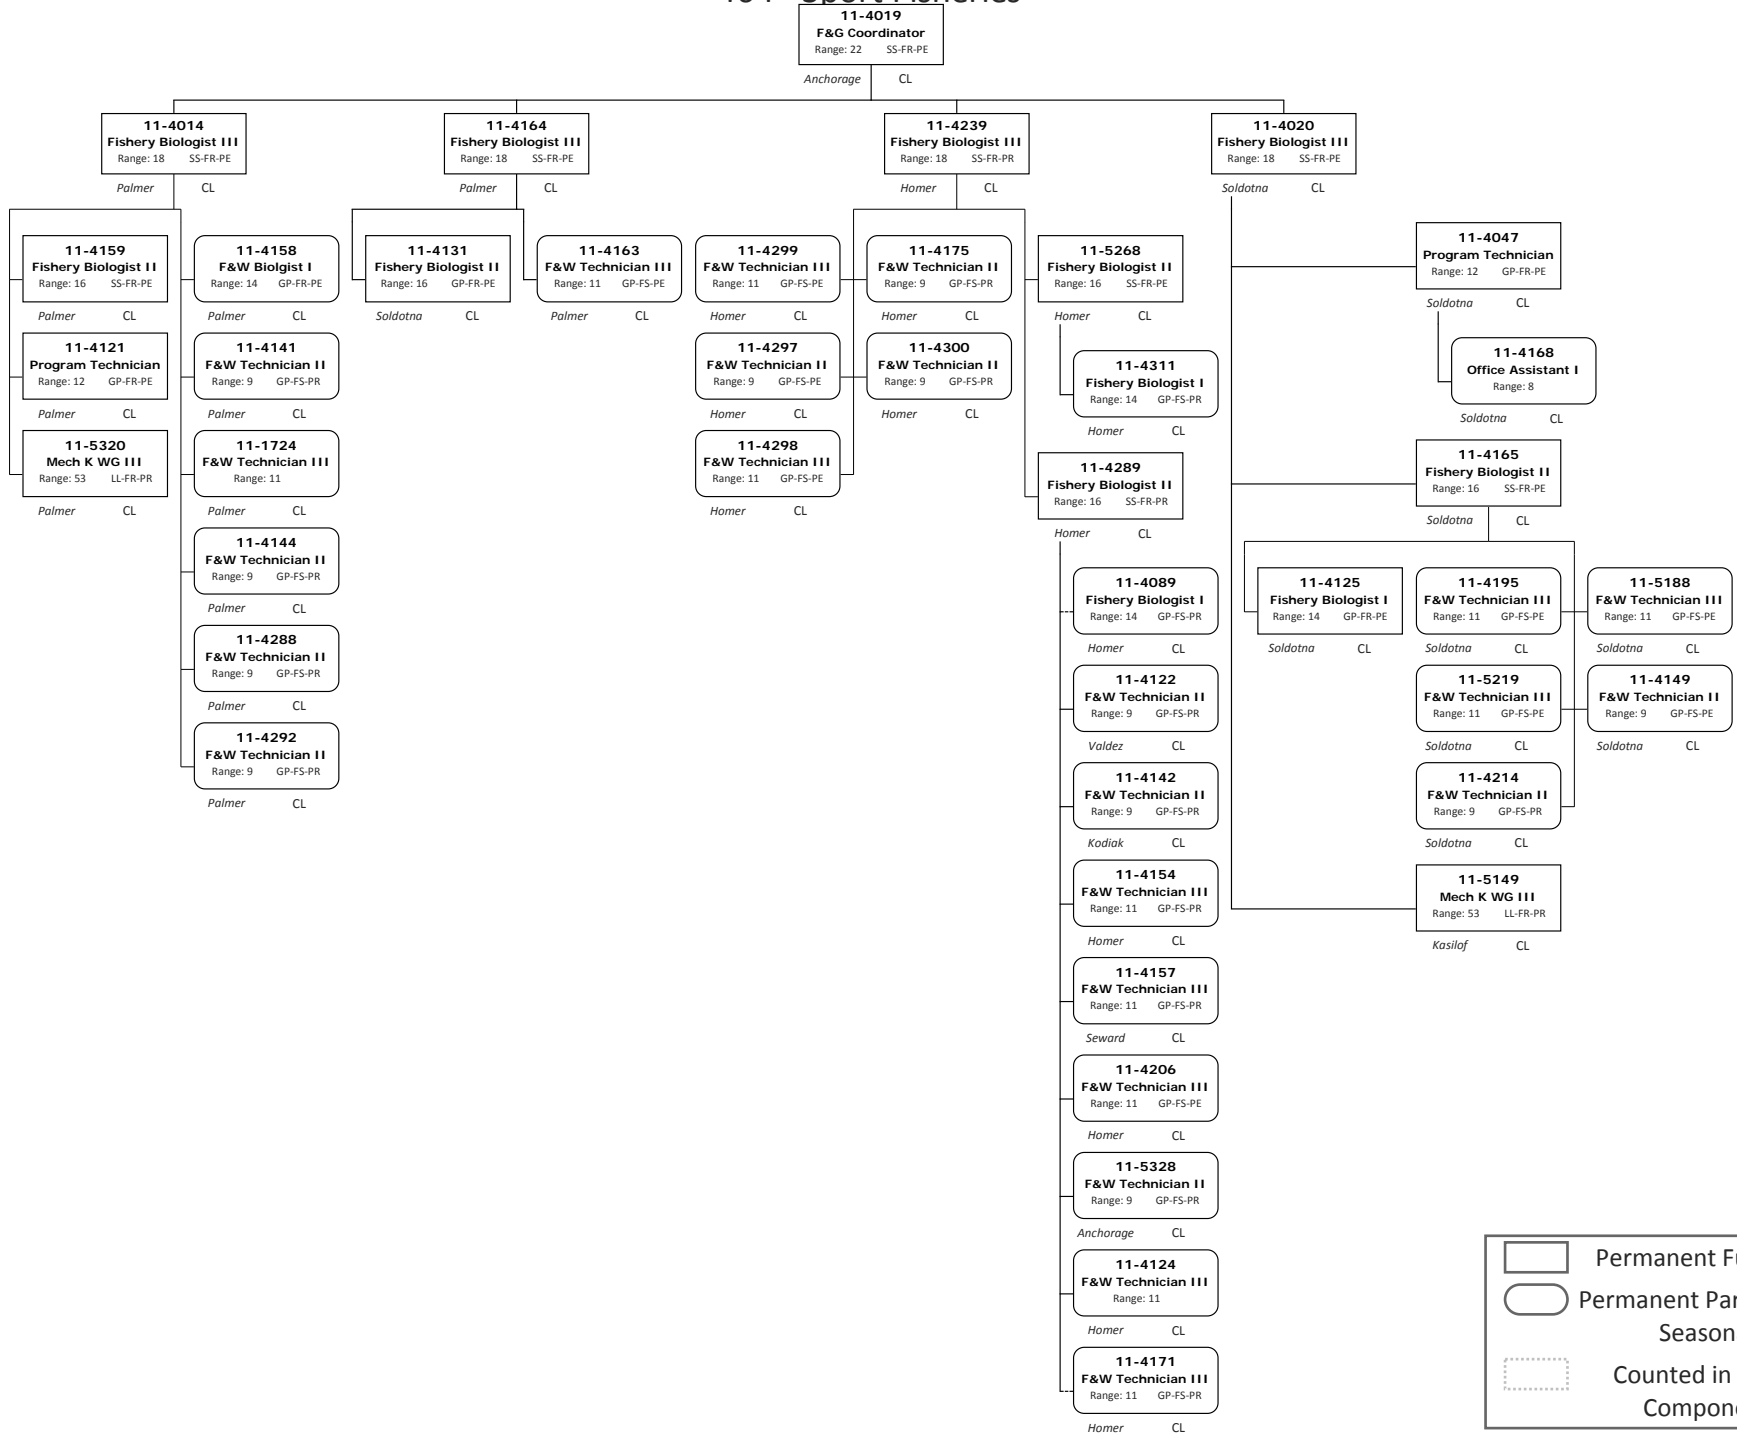 11-4019
F&G Coordinator
Range: 22 SS-FR-PE
Anchorage CL
11-4014
Fishery Biologist III
Range: 18 SS-FR-PE
Palmer CL
11-4164
Fishery Biologist III
Range: 18 SS-FR-PE
Palmer CL
11-4239
Fishery Biologist III
Range: 18 SS-FR-PR
Homer CL
11-4020
Fishery Biologist III
Range: 18 SS-FR-PE
Soldotna CL
11-4159
Fishery Biologist II
Range: 16 SS-FR-PE
Palmer CL
11-4121
Program Technician
Range: 12 GP-FR-PE
Palmer CL
11-5320
Mech K WG III
Range: 53 LL-FR-PR
Palmer CL
11-4158
F&W Biolgist I
Range: 14 GP-FR-PE
Palmer CL
11-4141
F&W Technician II
Range: 9 GP-FS-PR
Palmer CL
11-1724
F&W Technician III
Range: 11
Palmer CL
11-4144
F&W Technician II
Range: 9 GP-FS-PR
Palmer CL
11-4288
F&W Technician II
Range: 9 GP-FS-PR
Palmer CL
11-4292
F&W Technician II
Range: 9 GP-FS-PR
Palmer CL
11-4131
Fishery Biologist II
Range: 16 GP-FR-PE
Soldotna CL
11-4163
F&W Technician III
Range: 11 GP-FS-PE
Palmer CL
11-4299
F&W Technician III
Range: 11 GP-FS-PE
Homer CL
11-4297
F&W Technician II
Range: 9 GP-FS-PE
Homer CL
11-4298
F&W Technician III
Range: 11 GP-FS-PE
Homer CL
11-4175
F&W Technician II
Range: 9 GP-FS-PR
Homer CL
11-4300
F&W Technician II
Range: 9 GP-FS-PR
Homer CL
11-5268
Fishery Biologist II
Range: 16 SS-FR-PE
Homer CL
11-4311
Fishery Biologist I
Range: 14 GP-FS-PR
Homer CL
11-4289
Fishery Biologist II
Range: 16 SS-FR-PR
Homer CL
11-4089
Fishery Biologist I
Range: 14 GP-FS-PR
Homer CL
11-4122
F&W Technician II
Range: 9 GP-FS-PR
Valdez CL
11-4142
F&W Technician II
Range: 9 GP-FS-PR
Kodiak CL
11-4154
F&W Technician III
Range: 11 GP-FS-PR
Homer CL
11-4157
F&W Technician III
Range: 11 GP-FS-PR
Seward CL
11-4206
F&W Technician III
Range: 11 GP-FS-PE
Homer CL
11-5328
F&W Technician II
Range: 9 GP-FS-PR
Anchorage CL
11-4124
F&W Technician III
Range: 11
Homer CL
11-4171
F&W Technician III
Range: 11 GP-FS-PR
Homer CL
11-4047
Program Technician
Range: 12 GP-FR-PE
Soldotna CL
11-4168
Office Assistant I
Range: 8
Soldotna CL
11-4165
Fishery Biologist II
Range: 16 SS-FR-PE
Soldotna CL
11-4125
Fishery Biologist I
Range: 14 GP-FR-PE
Soldotna CL
11-4195
F&W Technician III
Range: 11 GP-FS-PE
Soldotna CL
11-5188
F&W Technician III
Range: 11 GP-FS-PE
Soldotna CL
11-5219
F&W Technician III
Range: 11 GP-FS-PE
Soldotna CL
11-4149
F&W Technician II
Range: 9 GP-FS-PE
Soldotna CL
11-4214
F&W Technician II
Range: 9 GP-FS-PR
Soldotna CL
11-5149
Mech K WG III
Range: 53 LL-FR-PR
Kasilof CL
Permanent
Permanent
Counted in